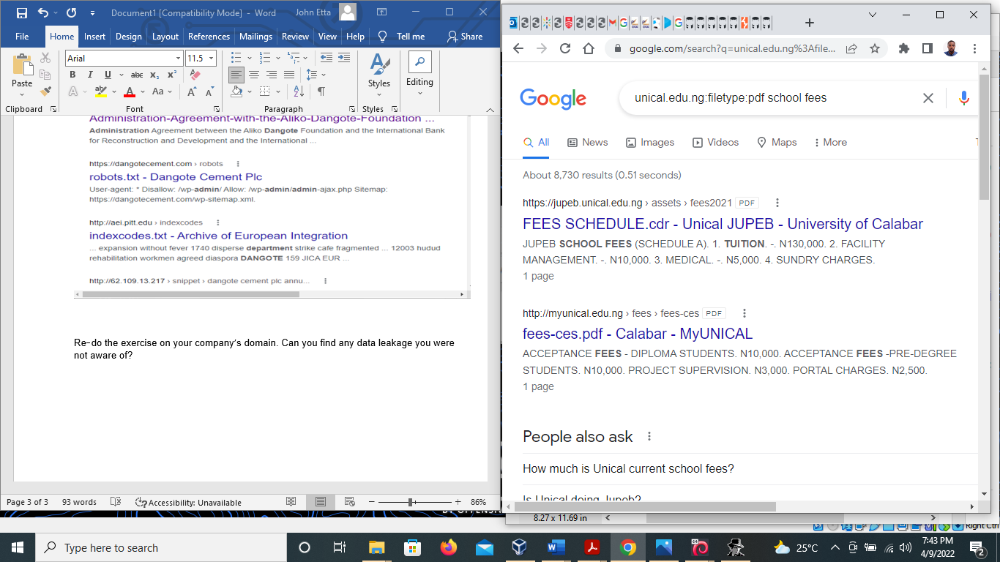 Document1 [Compatibility Mode] - Word
John Etta
File Home Insert Design Layout References Mailings Review View Help Tell me Share
Paste
Arial 11.5
Styles
Editing
Clipboard Font Paragraph Styles
Administration-Agreement-with-the-Aliko-Dangote-Foundation ...
Administration Agreement between the Aliko Dangote Foundation and the International Bank
for Reconstruction and Development and the International ...
https://dangotecement.com › robots
robots.txt - Dangote Cement Plc
User-agent: * Disallow: /wp-admin/ Allow: /wp-admin/admin-ajax.php Sitemap:
https://dangotecement.com/wp-sitemap.xml.
http://aei.pitt.edu › indexcodes
indexcodes.txt - Archive of European Integration
... expansion without fever 1740 disperse department strike cafe fragmented ... 12003 hudud
rehabilitation workmen agreed diaspora DANGOTE 159 JICA EUR ...
http://62.109.13.217 › snippet › dangote cement plc annu...
Re-do the exercise on your company's domain. Can you find any data leakage you were
not aware of?
Page 3 of 3 93 words Accessibility: Unavailable 86%
google.com/search?q=unical.edu.ng%3Afile...
Google
unical.edu.ng:filetype:pdf school fees
All News Images Videos Maps More
About 8,730 results (0.51 seconds)
https://jupeb.unical.edu.ng › assets › fees2021 PDF
FEES SCHEDULE.cdr - Unical JUPEB - University of Calabar
JUPEB SCHOOL FEES (SCHEDULE A). 1. TUITION. -. N130,000. 2. FACILITY
MANAGEMENT. -. N10,000. 3. MEDICAL. -. N5,000. 4. SUNDRY CHARGES.
1 page
http://myunical.edu.ng › fees › fees-ces PDF
fees-ces.pdf - Calabar - MyUNICAL
ACCEPTANCE FEES - DIPLOMA STUDENTS. N10,000. ACCEPTANCE FEES -PRE-DEGREE
STUDENTS. N10,000. PROJECT SUPERVISION. N3,000. PORTAL CHARGES. N2,500.
1 page
People also ask
How much is Unical current school fees?
Is Unical doing Jupeb?
8.27 x 11.69 in
Right Ctrl
Type here to search
25°C
7:43 PM
4/9/2022
2